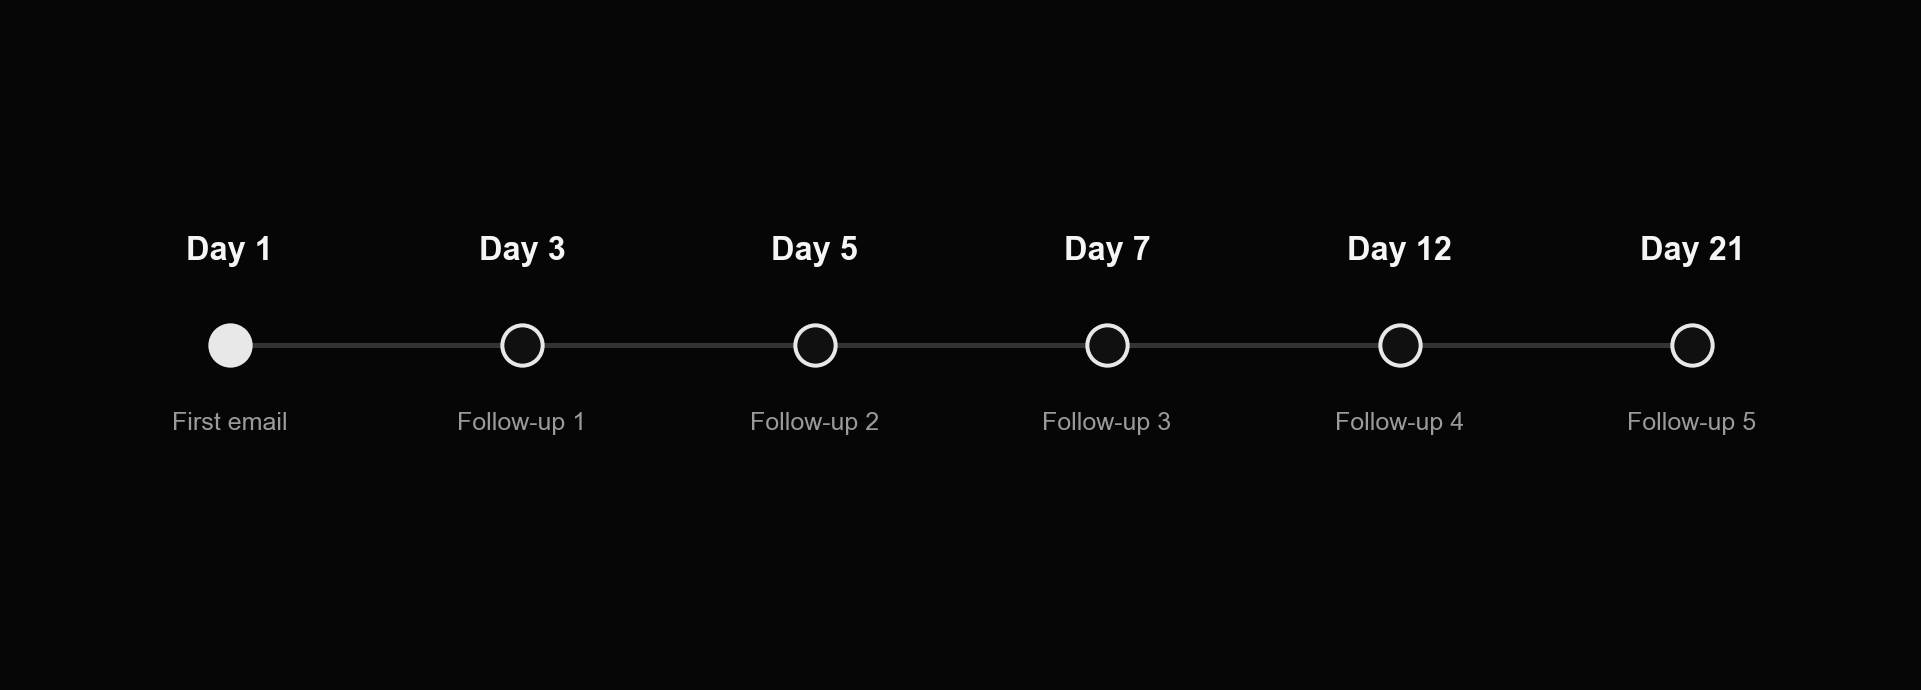 Day 1
Day 3
Day 5
Day 7
Day 12
Day 21
First email
Follow-up 1
Follow-up 2
Follow-up 3
Follow-up 4
Follow-up 5